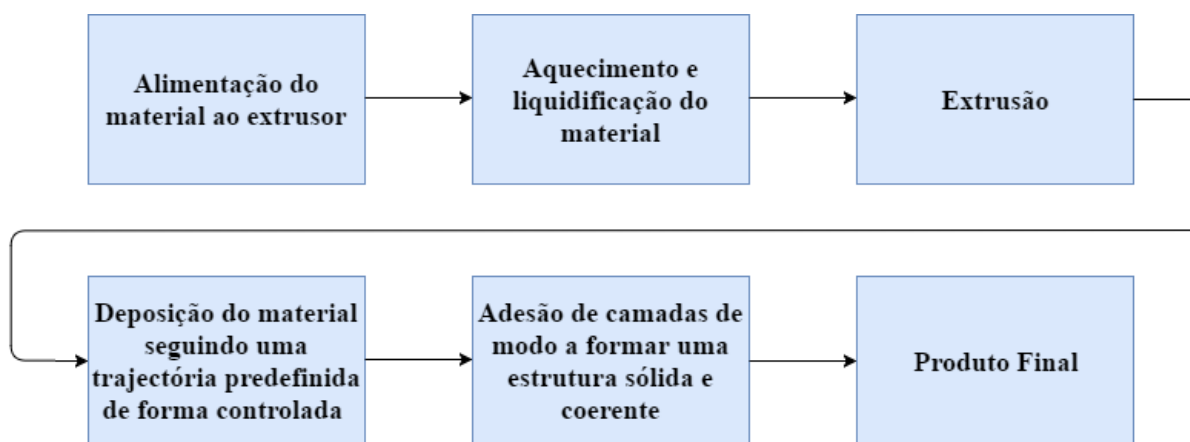 Alimentação do
material ao extrusor
Aquecimento e
liquidificação do
material
Extrusão
Deposição do material
seguindo uma
trajectória predefinida
de forma controlada
Adesão de camadas de
modo a formar uma
estrutura sólida e
coerente
Produto Final